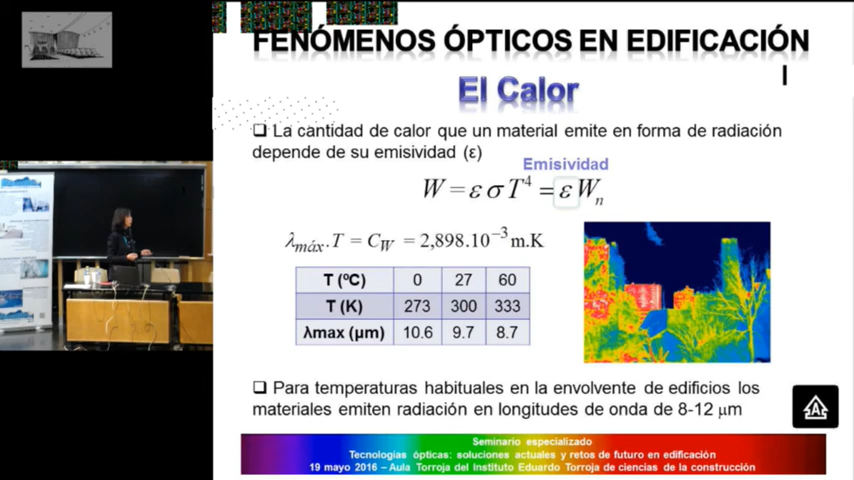 FENÓMENOS ÓPTICOS EN EDIFICACIÓN
El Calor
La cantidad de calor que un material emite en forma de radiación
depende de su emisividad (ε)
Emisividad
W = ε σ T⁴ = ε Wₙ
λmáx. T = C_W = 2,898.10⁻³ m.K
T (ºC) 0 27 60
T (K) 273 300 333
λmax (µm) 10.6 9.7 8.7
Para temperaturas habituales en la envolvente de edificios los
materiales emiten radiación en longitudes de onda de 8-12 µm
Seminario especializado
Tecnologías ópticas: soluciones actuales y retos de futuro en edificación
19 mayo 2016 – Aula Torroja del Instituto Eduardo Torroja de ciencias de la construcción